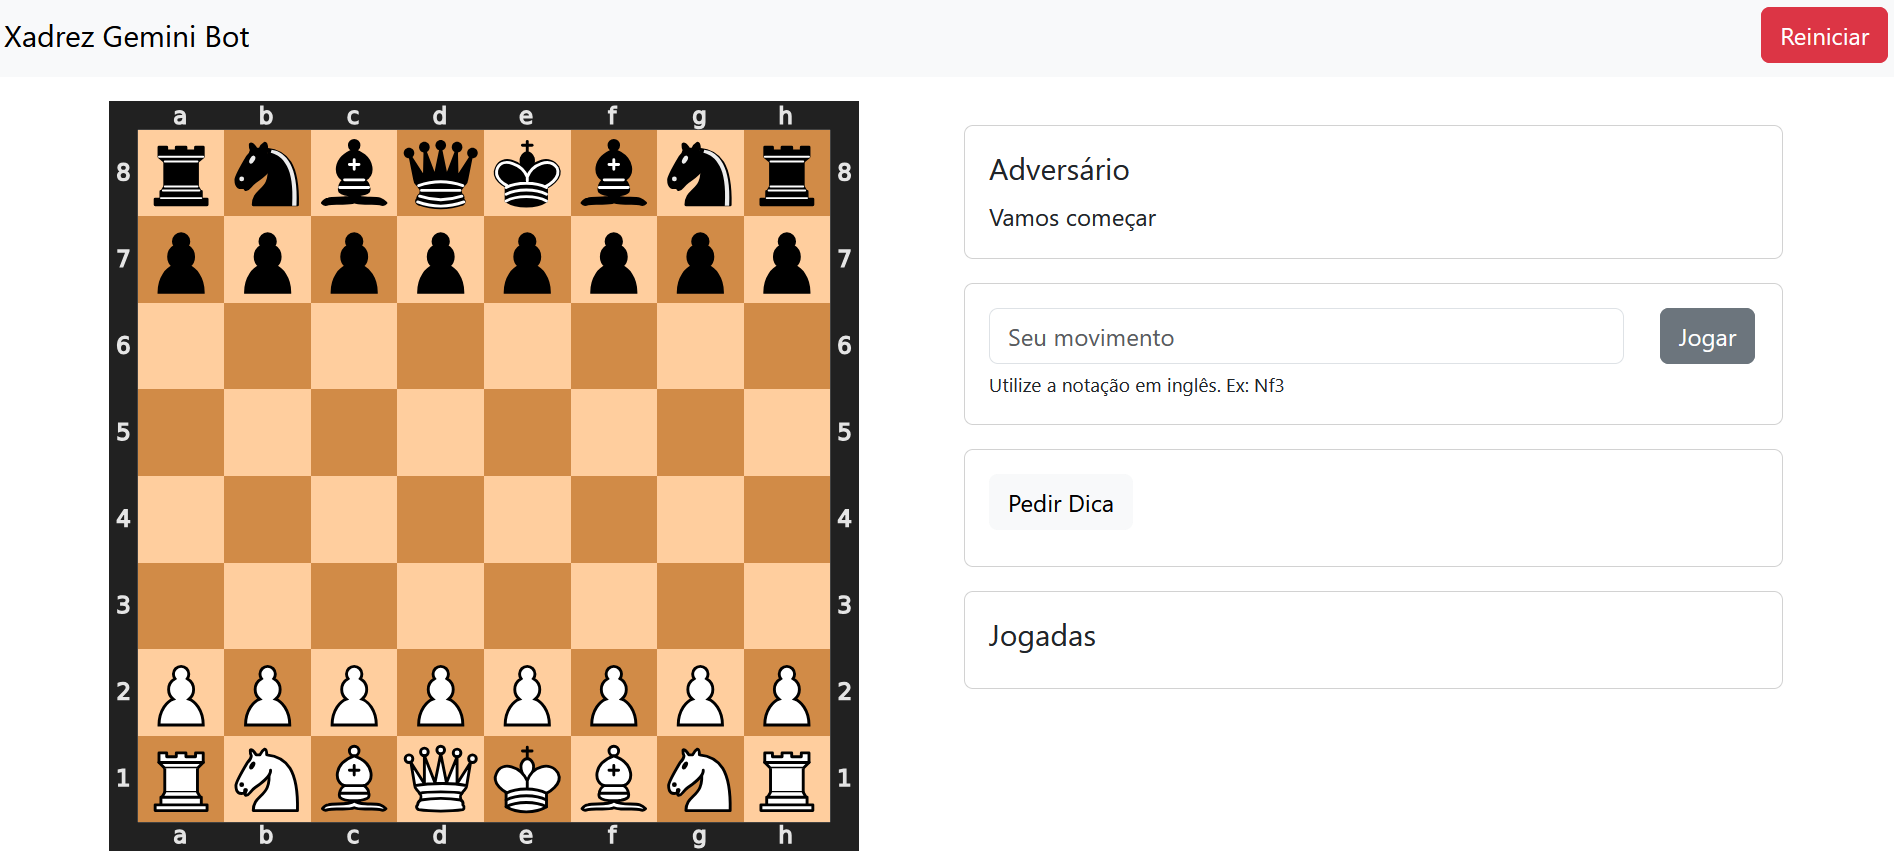 Xadrez Gemini Bot
Reiniciar
a b c d e f g h
8 8
7 7
6 6
5 5
4 4
3 3
2 2
1 1
a b c d e f g h
Adversário
Vamos começar
Seu movimento
Jogar
Utilize a notação em inglês. Ex: Nf3
Pedir Dica
Jogadas